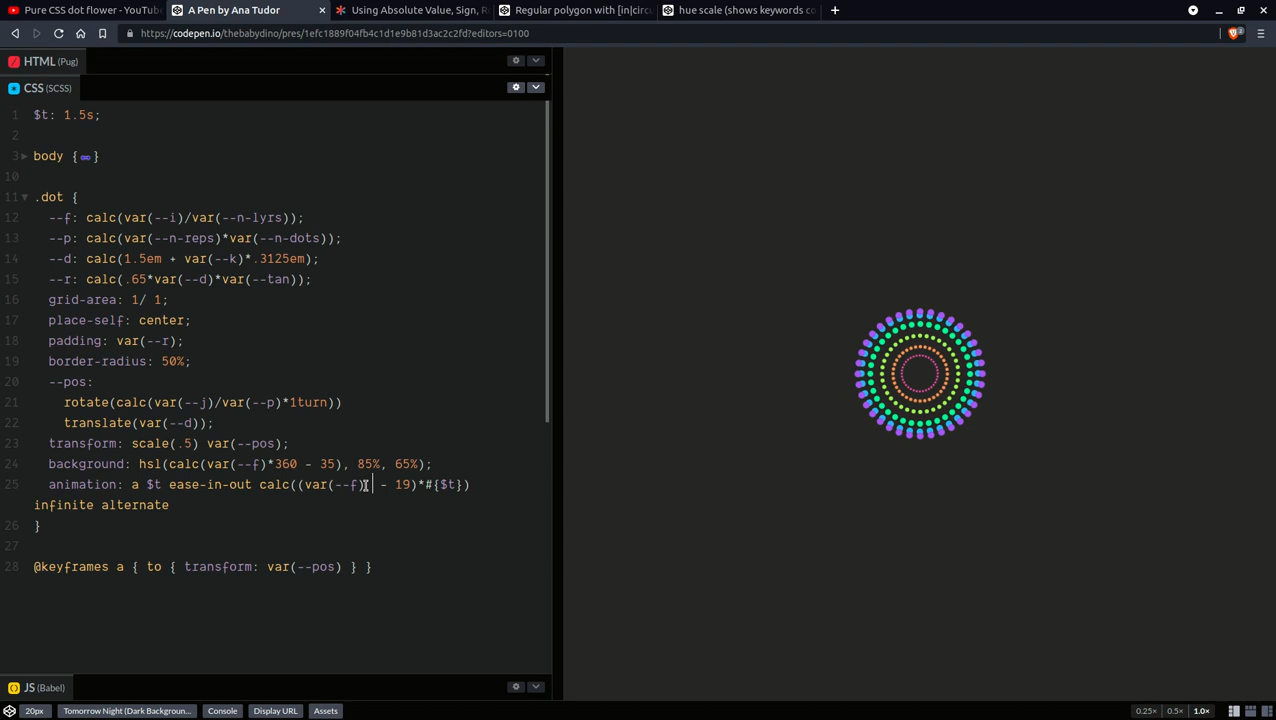 Pure CSS dot flower - YouTub
A Pen by Ana Tudor
Using Absolute Value, Sign, R
Regular polygon with [in|circu
hue scale (shows keywords co
https://codepen.io/thebabydino/pres/1efc1889f04fb4c1d1e9b81d3ac2c2fd?editors=0100
HTML (Pug)
CSS (SCSS)
1 $t: 1.5s;
2
3 body { }
10
11 .dot {
12 --f: calc(var(--i)/var(--n-lyrs));
13 --p: calc(var(--n-reps)*var(--n-dots));
14 --d: calc(1.5em + var(--k)*.3125em);
15 --r: calc(.65*var(--d)*var(--tan));
16 grid-area: 1/ 1;
17 place-self: center;
18 padding: var(--r);
19 border-radius: 50%;
20 --pos:
21 rotate(calc(var(--j)/var(--p)*1turn))
22 translate(var(--d));
23 transform: scale(.5) var(--pos);
24 background: hsl(calc(var(--f)*360 - 35), 85%, 65%);
25 animation: a $t ease-in-out calc((var(--f) - 19)*#{$t})
infinite alternate
26 }
27
28 @keyframes a { to { transform: var(--pos) } }
JS (Babel)
20px
Tomorrow Night (Dark Backgroun...
Console
Display URL
Assets
0.25×
0.5×
1.0×